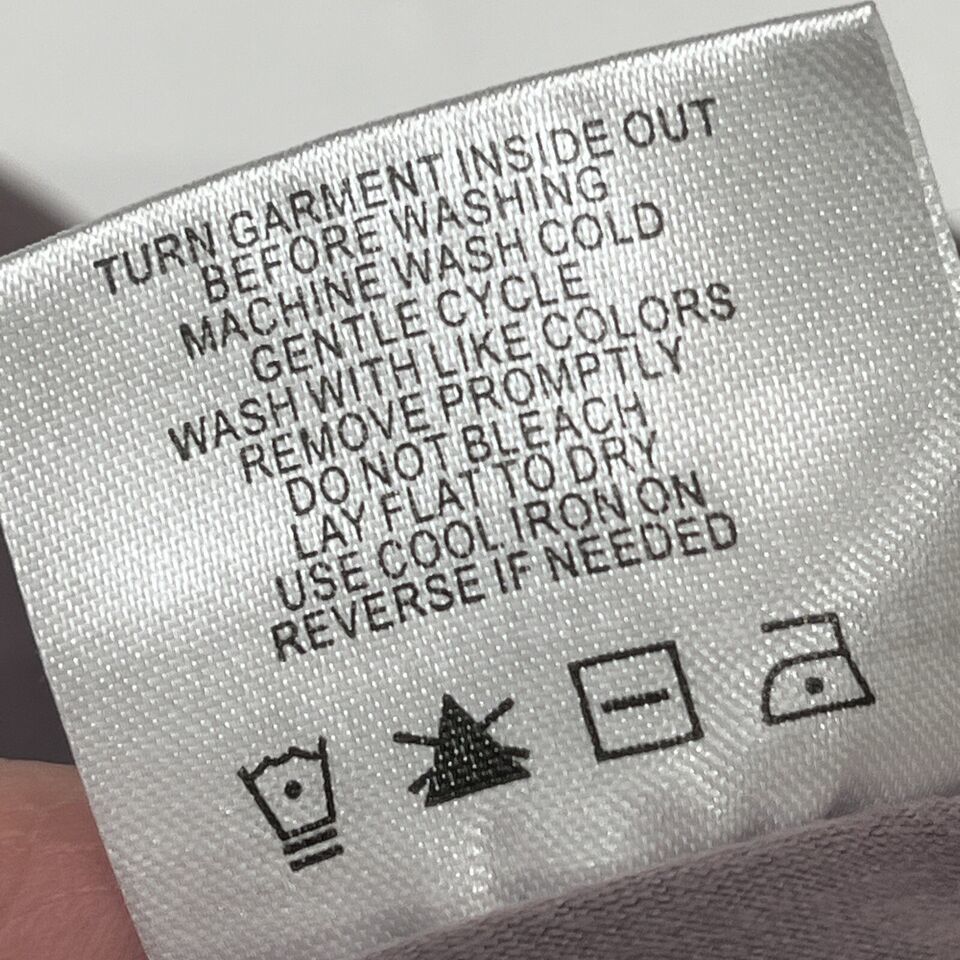 TURN GARMENT INSIDE OUT
BEFORE WASHING
MACHINE WASH COLD
GENTLE CYCLE
WASH WITH LIKE COLORS
REMOVE PROMPTLY
DO NOT BLEACH
LAY FLAT TO DRY
USE COOL IRON ON
REVERSE IF NEEDED